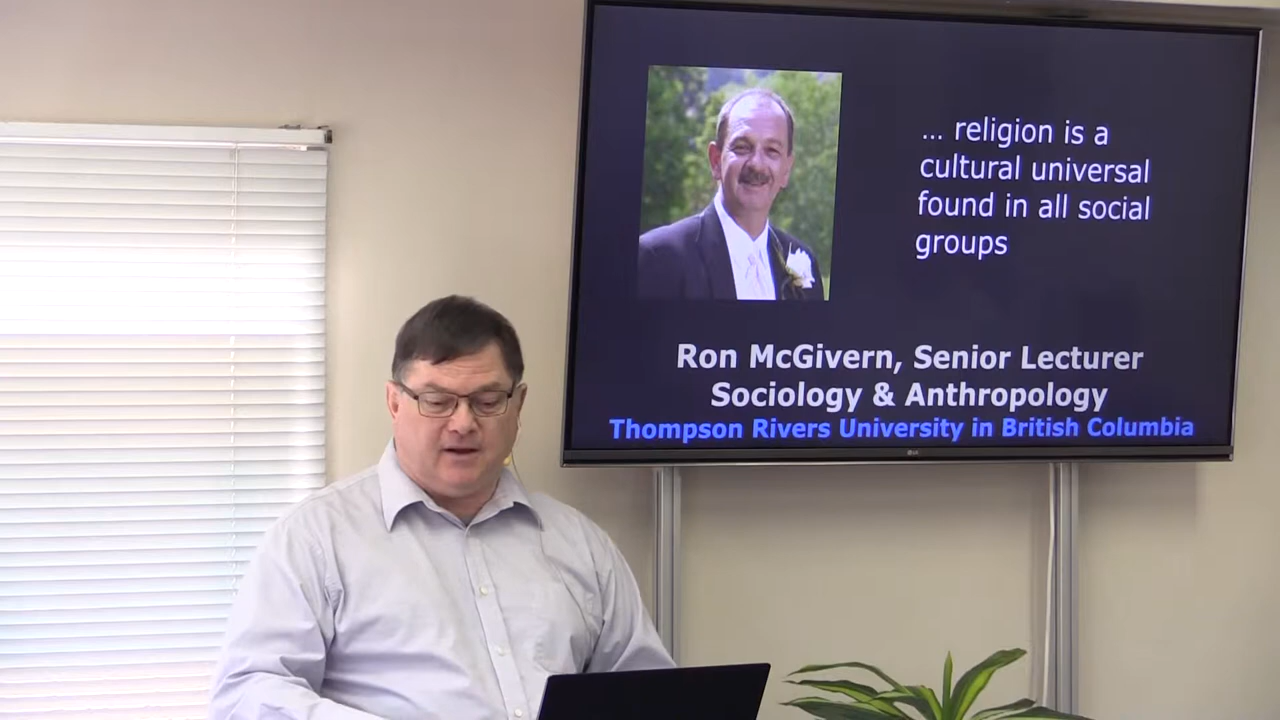 ... religion is a
cultural universal
found in all social
groups
Ron McGivern, Senior Lecturer
Sociology & Anthropology
Thompson Rivers University in British Columbia
LG